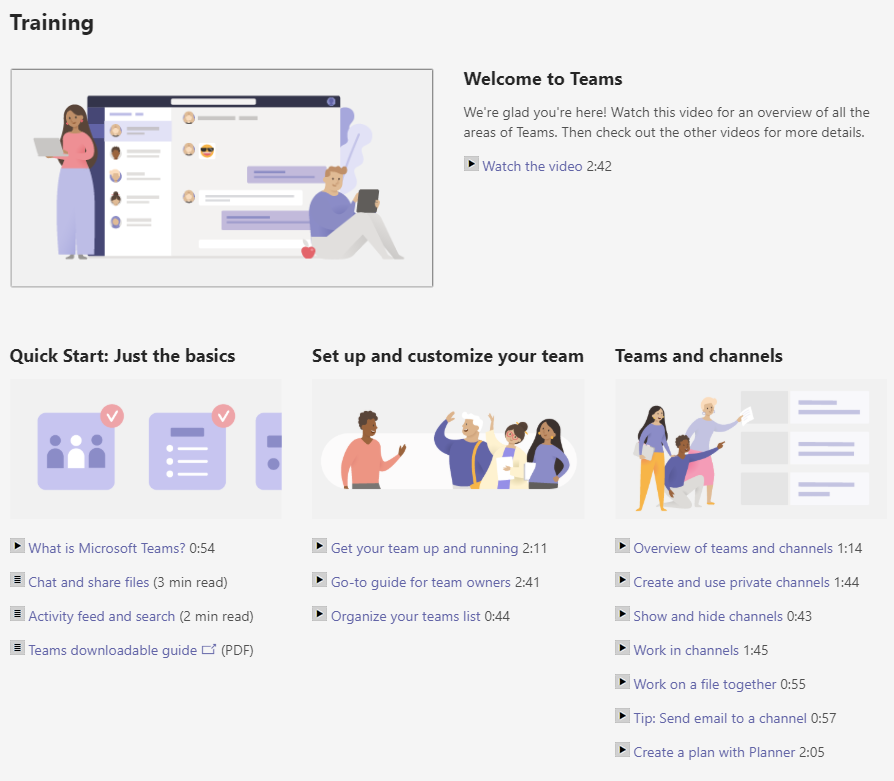 Training
Welcome to Teams
We're glad you're here! Watch this video for an overview of all the
areas of Teams. Then check out the other videos for more details.
Watch the video 2:42
Quick Start: Just the basics
What is Microsoft Teams? 0:54
Chat and share files (3 min read)
Activity feed and search (2 min read)
Teams downloadable guide (PDF)
Set up and customize your team
Get your team up and running 2:11
Go-to guide for team owners 2:41
Organize your teams list 0:44
Teams and channels
Overview of teams and channels 1:14
Create and use private channels 1:44
Show and hide channels 0:43
Work in channels 1:45
Work on a file together 0:55
Tip: Send email to a channel 0:57
Create a plan with Planner 2:05